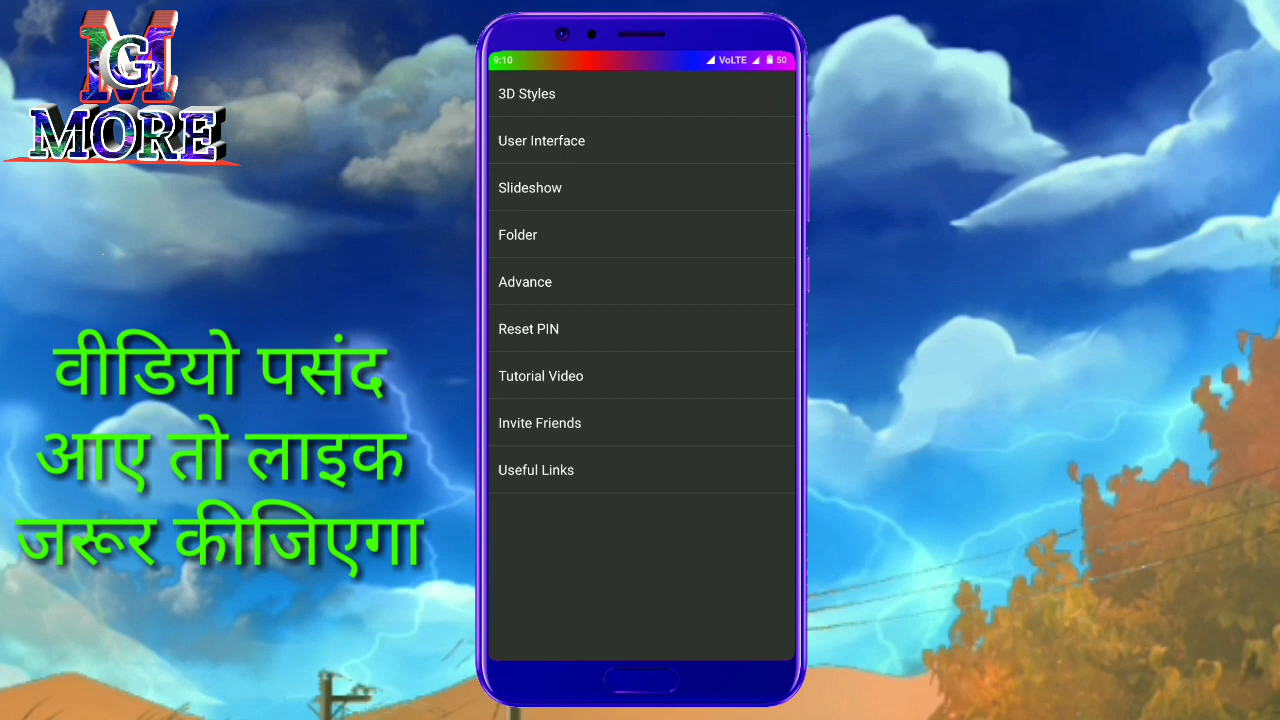 MG
MORE
9:10 VoLTE 50
3D Styles
User Interface
Slideshow
Folder
Advance
Reset PIN
Tutorial Video
Invite Friends
Useful Links
वीडियो पसंद
आए तो लाइक
जरूर कीजिएगा